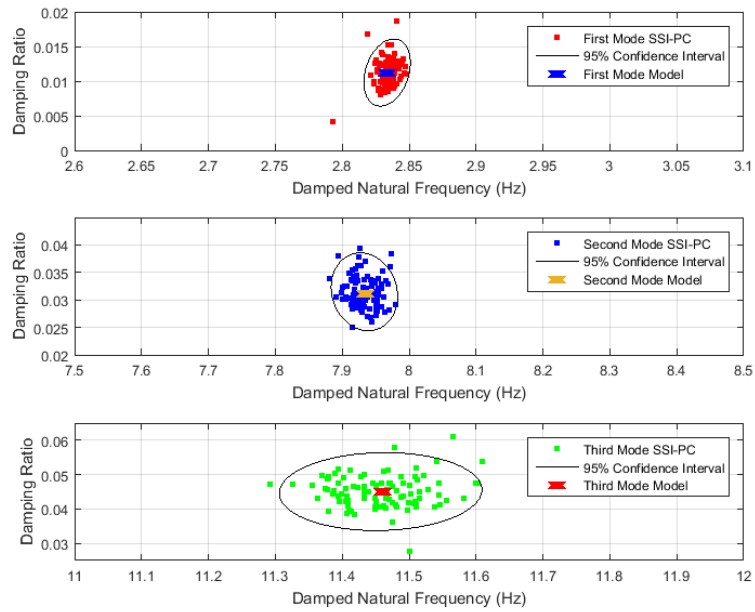 0.02
0.015
0.01
0.005
0
Damping Ratio
First Mode SSI-PC
95% Confidence Interval
First Mode Model
2.6 2.65 2.7 2.75 2.8 2.85 2.9 2.95 3 3.05 3.1
Damped Natural Frequency (Hz)
0.04
0.035
0.03
0.025
0.02
Damping Ratio
Second Mode SSI-PC
95% Confidence Interval
Second Mode Model
7.5 7.6 7.7 7.8 7.9 8 8.1 8.2 8.3 8.4 8.5
Damped Natural Frequency (Hz)
0.06
0.05
0.04
0.03
Damping Ratio
Third Mode SSI-PC
95% Confidence Interval
Third Mode Model
11 11.1 11.2 11.3 11.4 11.5 11.6 11.7 11.8 11.9 12
Damped Natural Frequency (Hz)